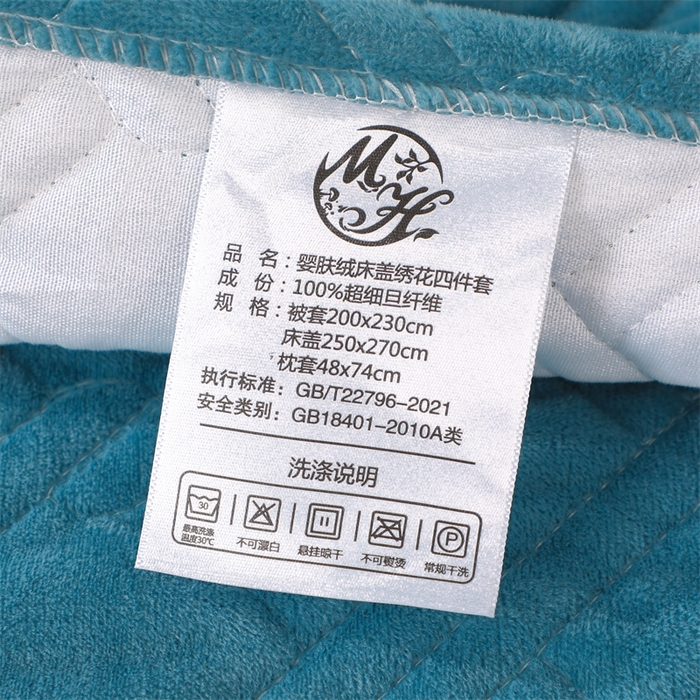 MH
品 名：婴肤绒床盖绣花四件套
成 份：100%超细旦纤维
规 格：被套200x230cm
床盖250x270cm
枕套48x74cm
执行标准：GB/T22796-2021
安全类别：GB18401-2010A类
洗涤说明
30
P
最高洗涤温度30℃
不可漂白
悬挂晾干
不可熨烫
常规干洗